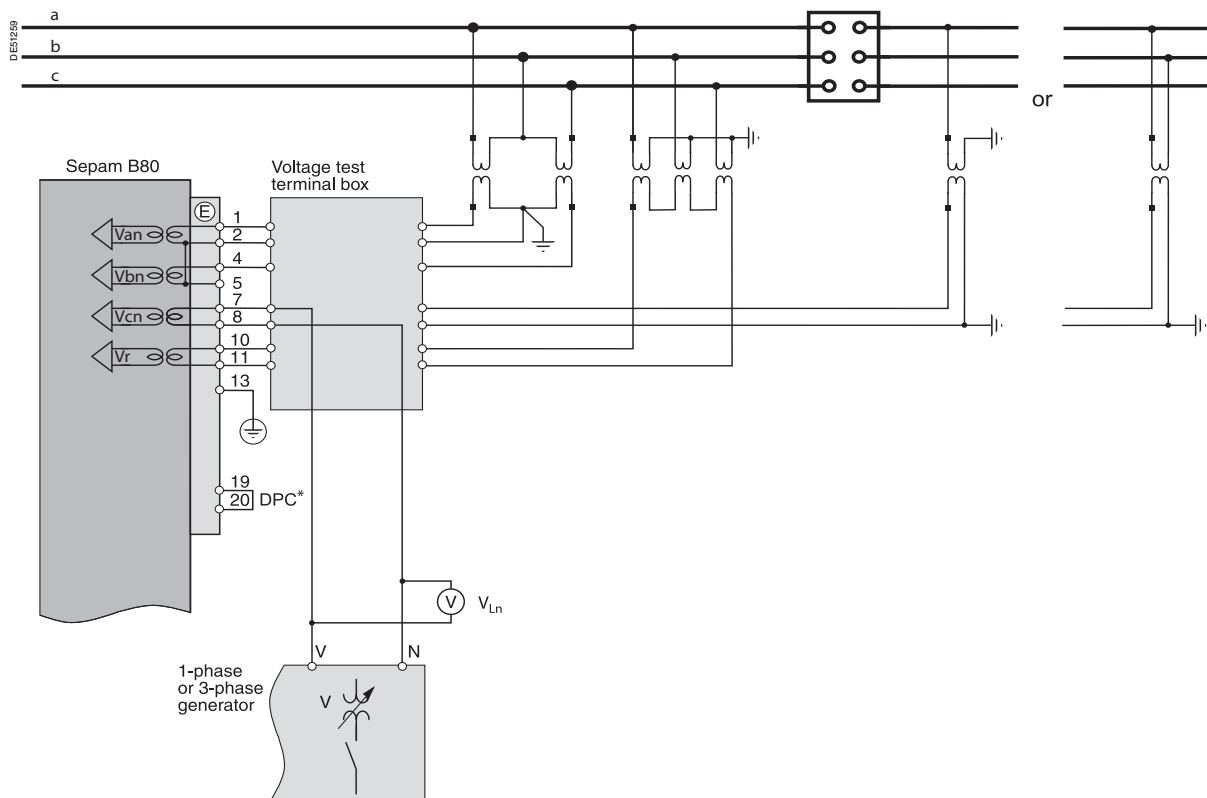 DE51259
a
b
c
or
Sepam B80
Voltage test
terminal box
E
Van
Vbn
Vcn
Vr
1
2
4
5
7
8
10
11
13
19
20
DPC*
V
VLn
V
N
1-phase
or 3-phase
generator
V